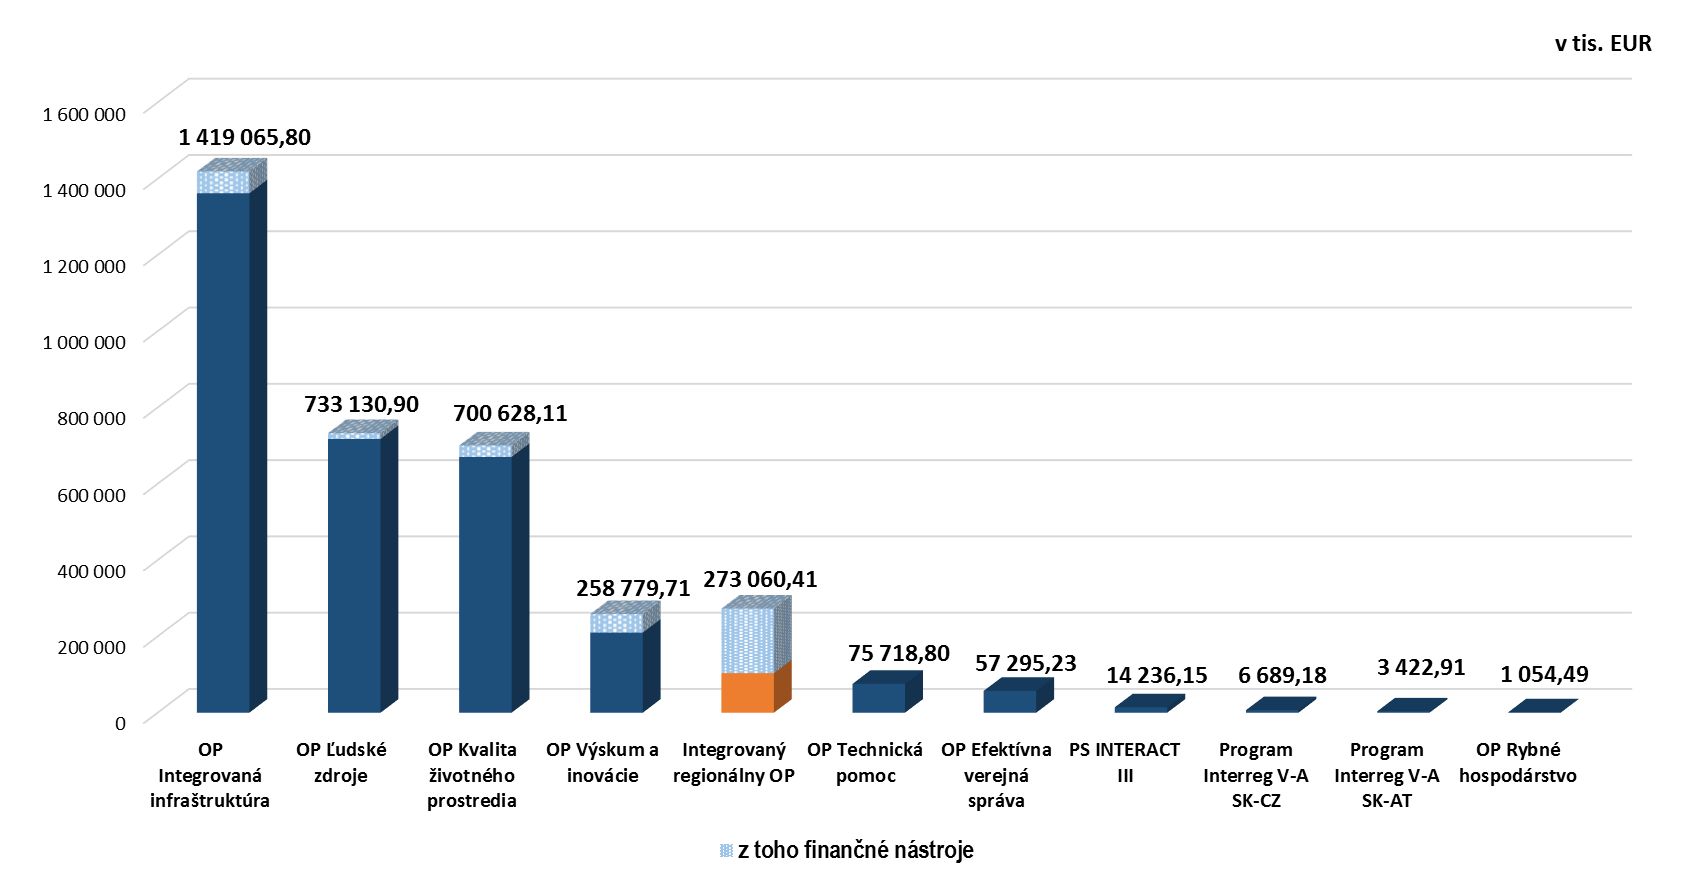 v tis. EUR
1 600 000
1 400 000
1 200 000
1 000 000
800 000
600 000
400 000
200 000
0
1 419 065,80
733 130,90
700 628,11
258 779,71
273 060,41
75 718,80
57 295,23
14 236,15
6 689,18
3 422,91
1 054,49
OP
Integrovaná
infraštruktúra
OP Ľudské
zdroje
OP Kvalita
životného
prostredia
OP Výskum a
inovácie
Integrovaný
regionálny OP
OP Technická
pomoc
OP Efektívna
verejná
správa
PS INTERACT
III
Program
Interreg V-A
SK-CZ
Program
Interreg V-A
SK-AT
OP Rybné
hospodárstvo
z toho finančné nástroje